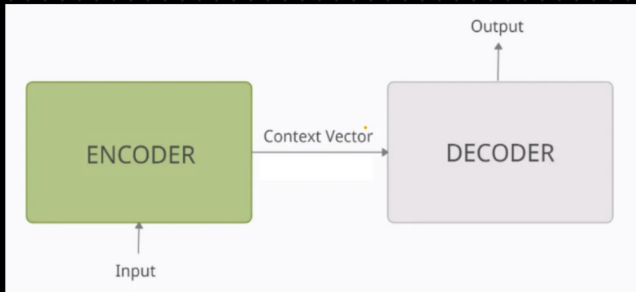 Output
ENCODER
Context Vector
DECODER
Input